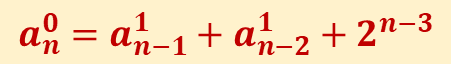 $a_n^0 = a_{n-1}^1 + a_{n-2}^1 + 2^{n-3}$